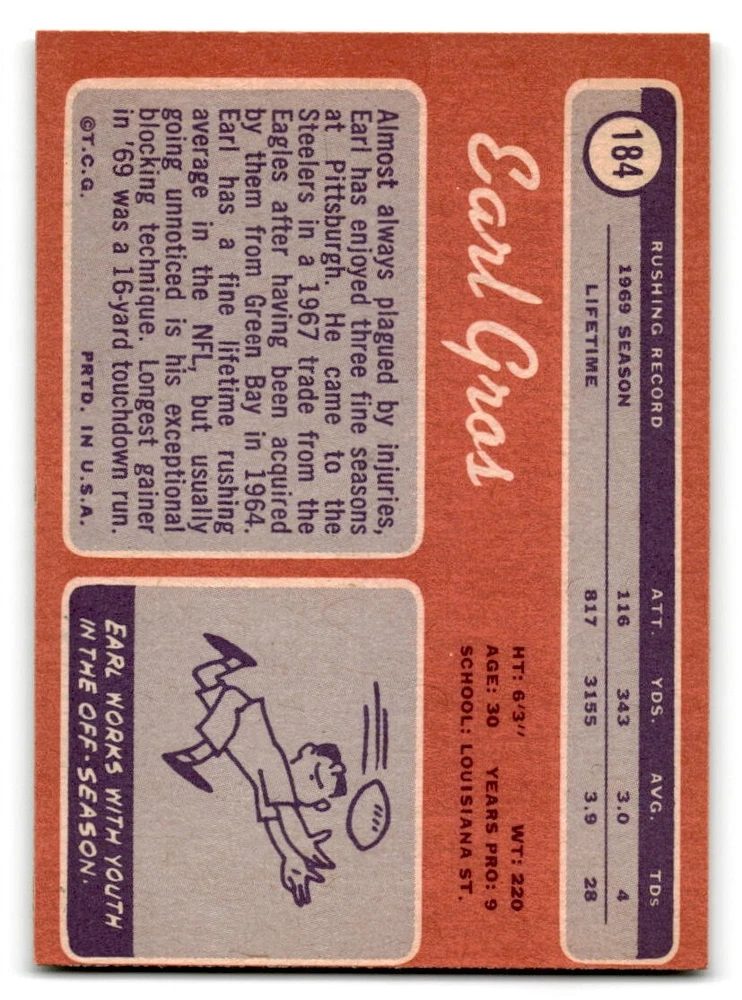 184
RUSHING RECORD ATT. YDS. AVG. TDS
1969 SEASON 116 343 3.0 4
LIFETIME 817 3155 3.9 28
Earl Gros
HT: 6'3" WT: 220
AGE: 30 YEARS PRO: 9
SCHOOL: LOUISIANA ST.
Almost always plagued by injuries,
Earl has enjoyed three fine seasons
at Pittsburgh. He came to the
Steelers in a 1967 trade from the
Eagles after having been acquired
by them from Green Bay in 1964.
Earl has a fine lifetime rushing
average in the NFL, but usually
going unnoticed is his exceptional
blocking technique. Longest gainer
in '69 was a 16-yard touchdown run.
©T.C.G. PRTD. IN U.S.A.
EARL WORKS WITH YOUTH
IN THE OFF-SEASON.